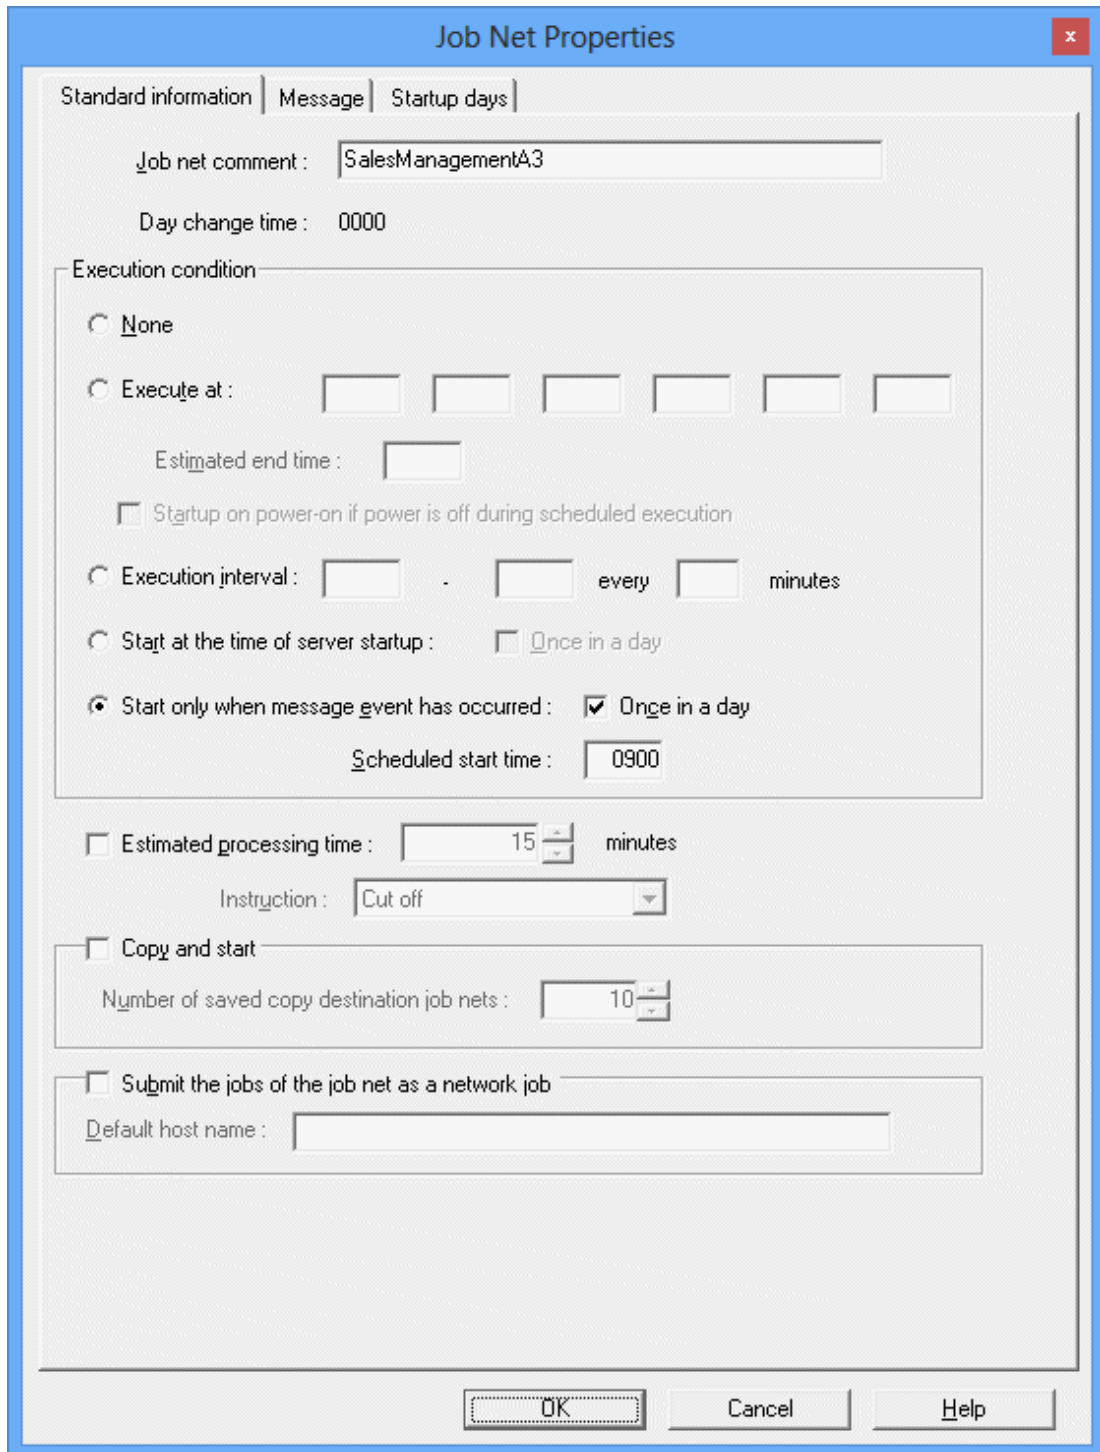 Job Net Properties
x
Standard information Message Startup days
Job net comment : SalesManagementA3
Day change time : 0000
Execution condition
None
Execute at :
Estimated end time :
Startup on power-on if power is off during scheduled execution
Execution interval : - every minutes
Start at the time of server startup : Once in a day
Start only when message event has occurred : Once in a day
Scheduled start time : 0900
Estimated processing time : 15 minutes
Instruction : Cut off
Copy and start
Number of saved copy destination job nets : 10
Submit the jobs of the job net as a network job
Default host name :
OK Cancel Help